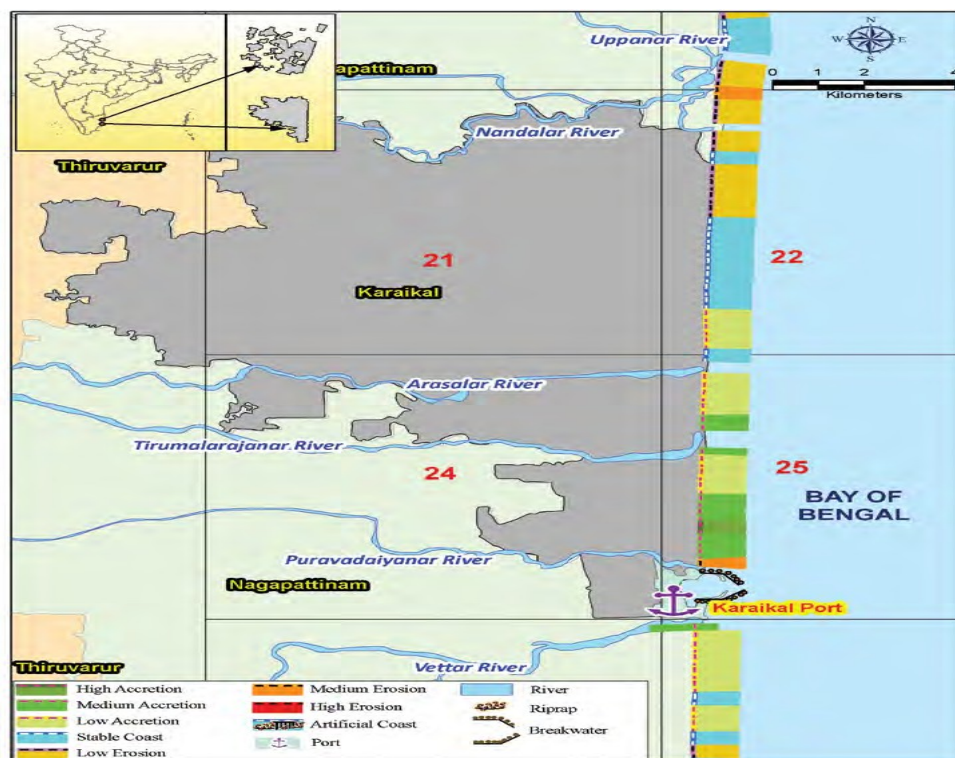 Uppanar River
N
W
E
S
apattinam
0 1 2 4
Kilometers
Nandalar River
Thiruvarur
21
22
Karaikal
Arasalar River
Tirumalarajanar River
24
25
BAY OF
BENGAL
Puravadaiyanar River
Nagapattinam
Karaikal Port
Vettar River
Thiruvarur
High Accretion
Medium Accretion
Low Accretion
Stable Coast
Low Erosion
Medium Erosion
High Erosion
Artificial Coast
Port
River
Riprap
Breakwater